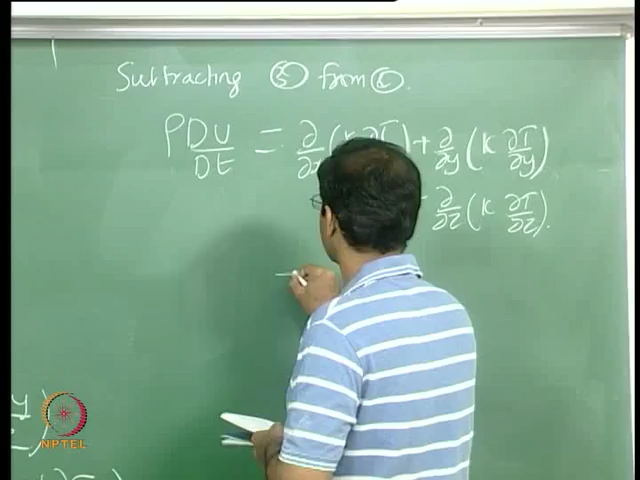 Subtracting ⑤ from ⑥.
ρ DU/Dt = ∂/∂x (K ∂T + ∂/∂y (K ∂T/∂y)
∂/∂z (K ∂T/∂z).
y
NPTEL